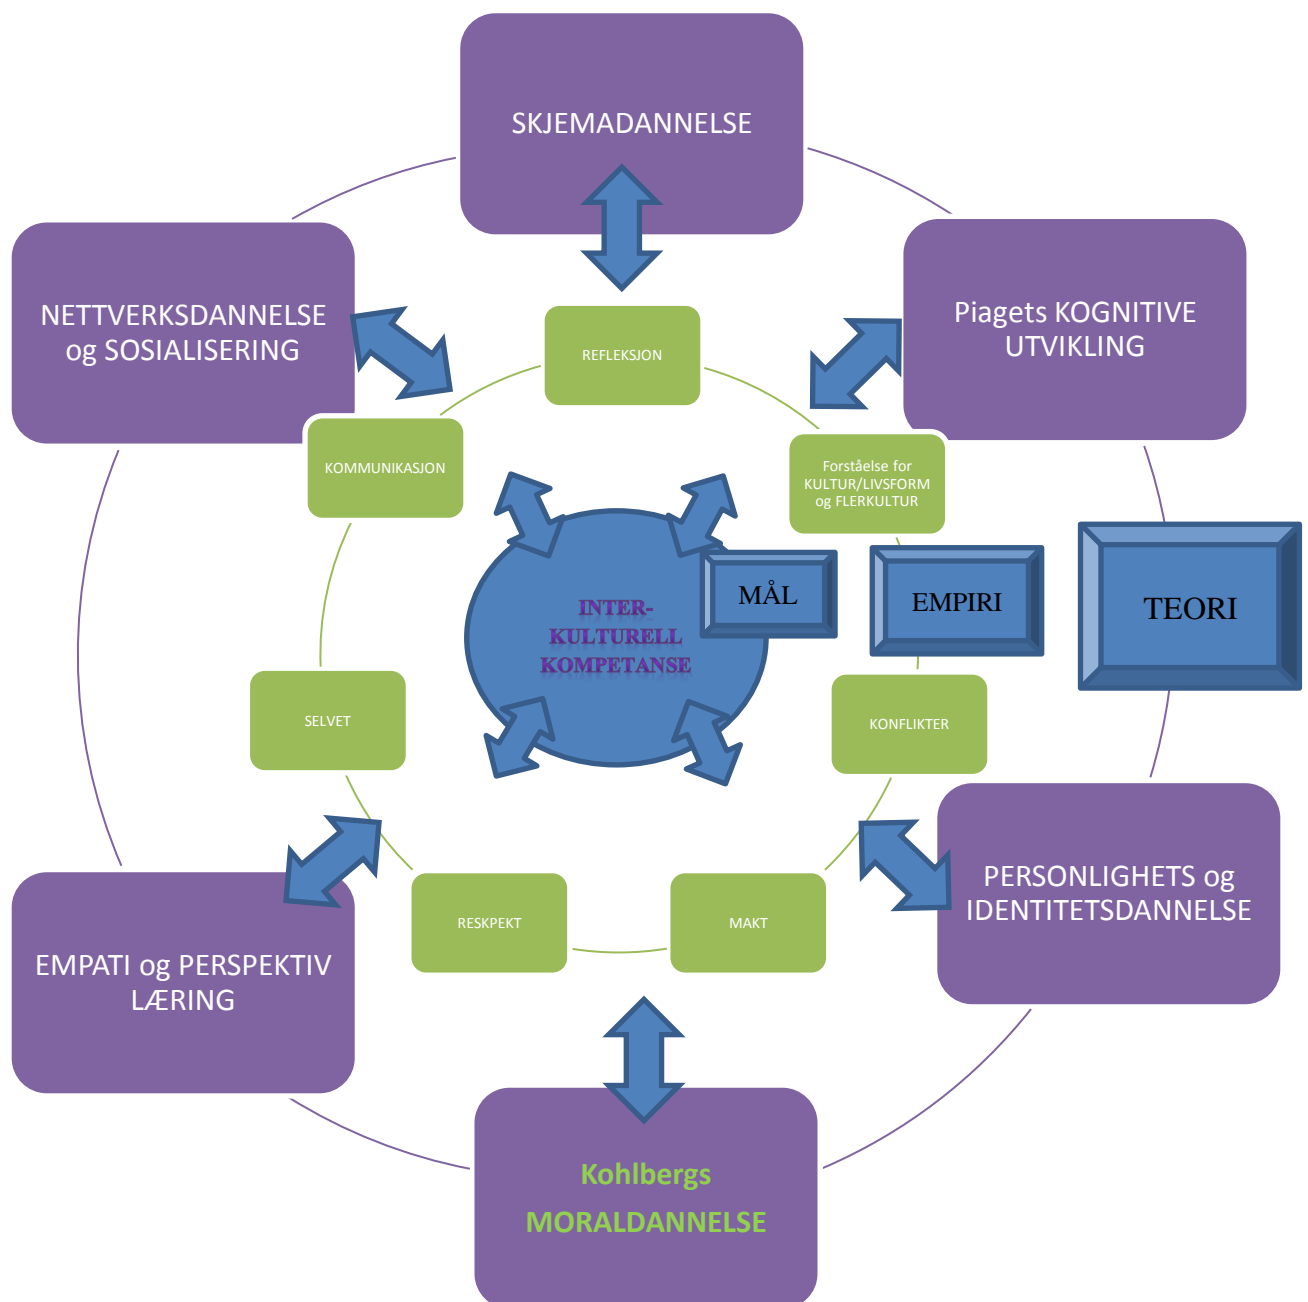 SKJEMADANNELSE
NETTVERKSDANNELSE
og SOSIALISERING
Piagets KOGNITIVE
UTVIKLING
REFLEKSJON
KOMMUNIKASJON
Forståelse for
KULTUR/LIVSFORM
og FLERKULTUR
INTER-
KULTURELL
KOMPETANSE
MÅL
EMPIRI
TEORI
SELVET
KONFLIKTER
RESKPEKT
MAKT
PERSONLIGHETS og
IDENTITETSDANNELSE
EMPATI og PERSPEKTIV
LÆRING
Kohlbergs
MORALDANNELSE